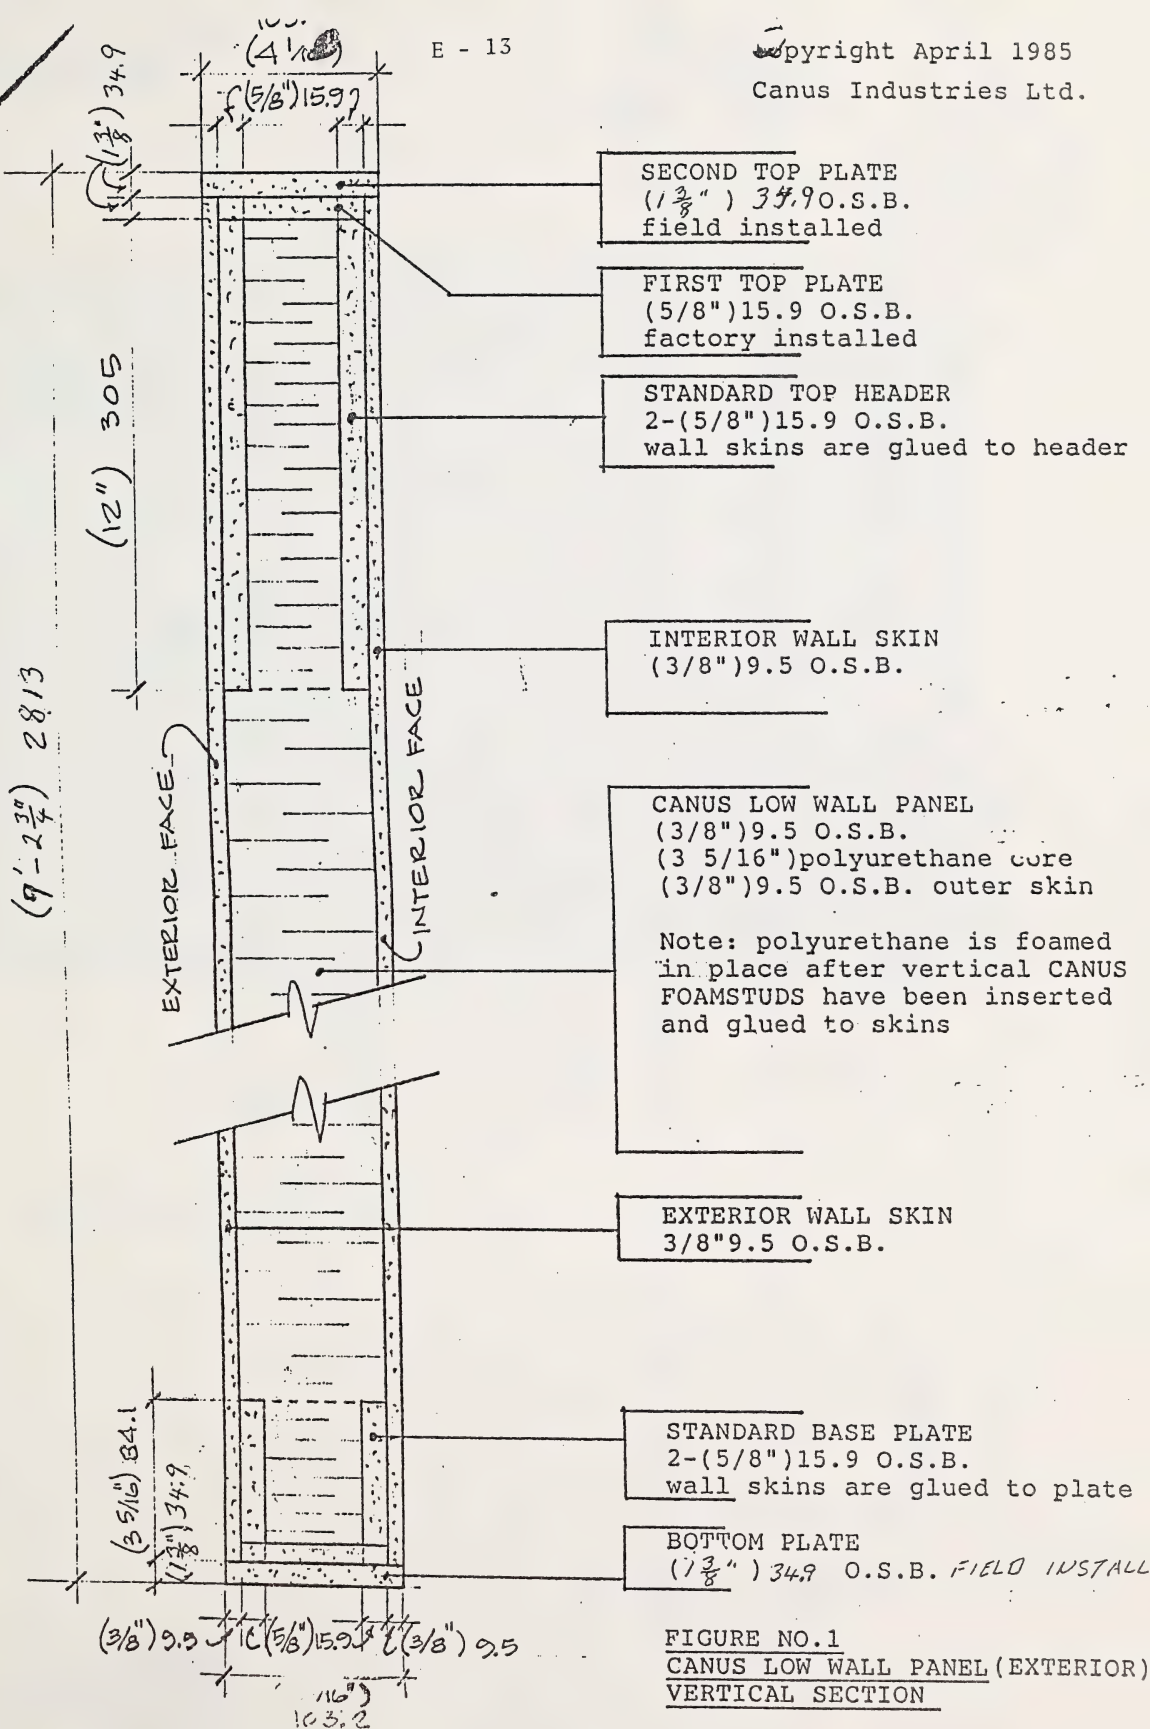 E - 13
Copyright April 1985
Canus Industries Ltd.
(5/8")15.9
(1 3/8") 34.9
SECOND TOP PLATE
(1 3/8") 34.9 O.S.B.
field installed
FIRST TOP PLATE
(5/8")15.9 O.S.B.
factory installed
STANDARD TOP HEADER
2-(5/8")15.9 O.S.B.
wall skins are glued to header
(12") 305
INTERIOR WALL SKIN
(3/8")9.5 O.S.B.
(9'-2 3/4") 2813
EXTERIOR FACE
INTERIOR FACE
CANUS LOW WALL PANEL
(3/8")9.5 O.S.B.
(3 5/16")polyurethane core
(3/8")9.5 O.S.B. outer skin
Note: polyurethane is foamed
in place after vertical CANUS
FOAMSTUDS have been inserted
and glued to skins
EXTERIOR WALL SKIN
3/8"9.5 O.S.B.
(3 5/16) 84.1
(1 3/8") 34.9
STANDARD BASE PLATE
2-(5/8")15.9 O.S.B.
wall skins are glued to plate
BOTTOM PLATE
(1 3/8") 34.9 O.S.B. FIELD INSTALL
(3/8") 9.5 (5/8")15.9 (3/8") 9.5
/16")
103.2
FIGURE NO.1
CANUS LOW WALL PANEL(EXTERIOR)
VERTICAL SECTION